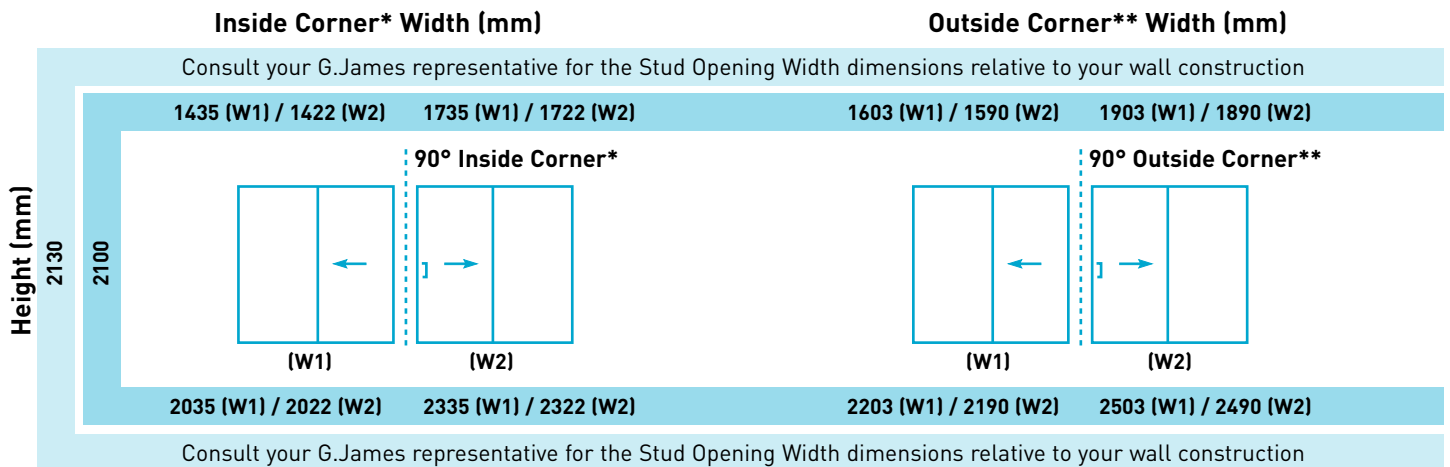 Inside Corner* Width (mm)
Outside Corner** Width (mm)
Consult your G.James representative for the Stud Opening Width dimensions relative to your wall construction
1435 (W1) / 1422 (W2)
1735 (W1) / 1722 (W2)
1603 (W1) / 1590 (W2)
1903 (W1) / 1890 (W2)
Height (mm)
2130
2100
90° Inside Corner*
(W1)
(W2)
90° Outside Corner**
(W1)
(W2)
2035 (W1) / 2022 (W2)
2335 (W1) / 2322 (W2)
2203 (W1) / 2190 (W2)
2503 (W1) / 2490 (W2)
Consult your G.James representative for the Stud Opening Width dimensions relative to your wall construction